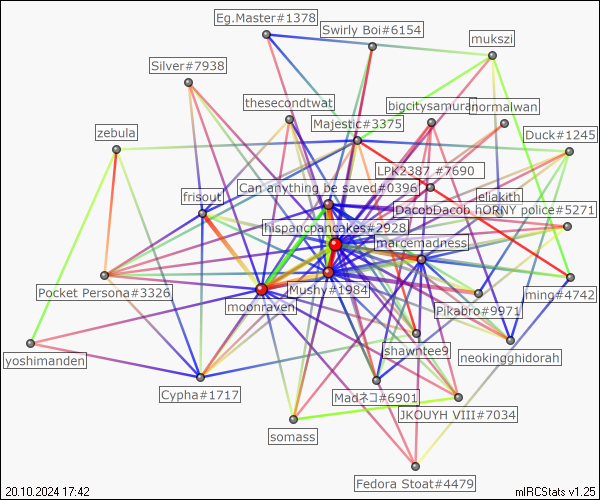 Eg.Master#1378
Swirly Boi#6154
mukszi
Silver#7938
thesecondtwat
bigcitysamurai
normalwan
Majestic#3375
zebula
Duck#1245
LPK2387 #7690
Can anything be saved#0396
frisout
eliakith
DacobDacob hORNY police#5271
hispancpancakes#2928
marcemadness
Pocket Persona#3326
Mushy#1984
ming#4742
moonraven
Pikabro#9971
shawntee9
neokingghidorah
yoshimanden
Cypha#1717
Madネコ#6901
JKOUYH VIII#7034
somass
Fedora Stoat#4479
20.10.2024 17:42
mIRCStats v1.25